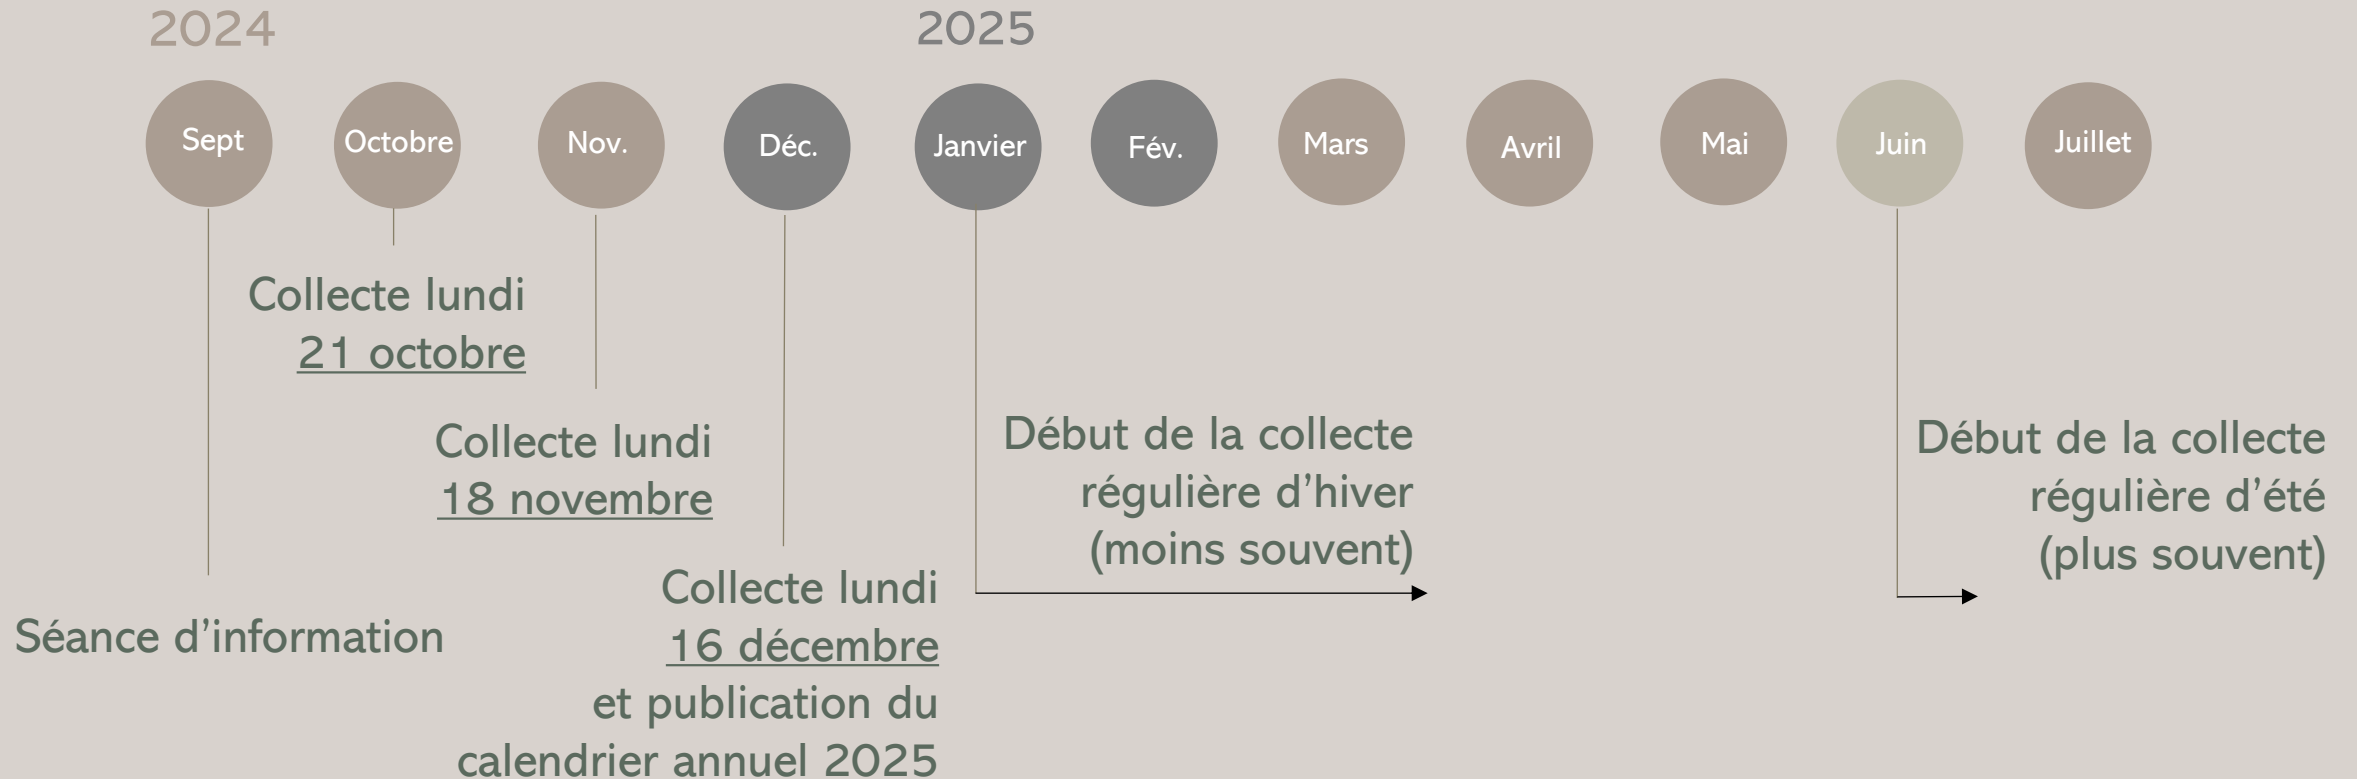 2024
2025
Sept
Octobre
Nov.
Déc.
Janvier
Fév.
Mars
Avril
Mai
Juin
Juillet
Collecte lundi
21 octobre
Collecte lundi
18 novembre
Début de la collecte
régulière d’hiver
(moins souvent)
Début de la collecte
régulière d’été
(plus souvent)
Séance d’information
Collecte lundi
16 décembre
et publication du
calendrier annuel 2025